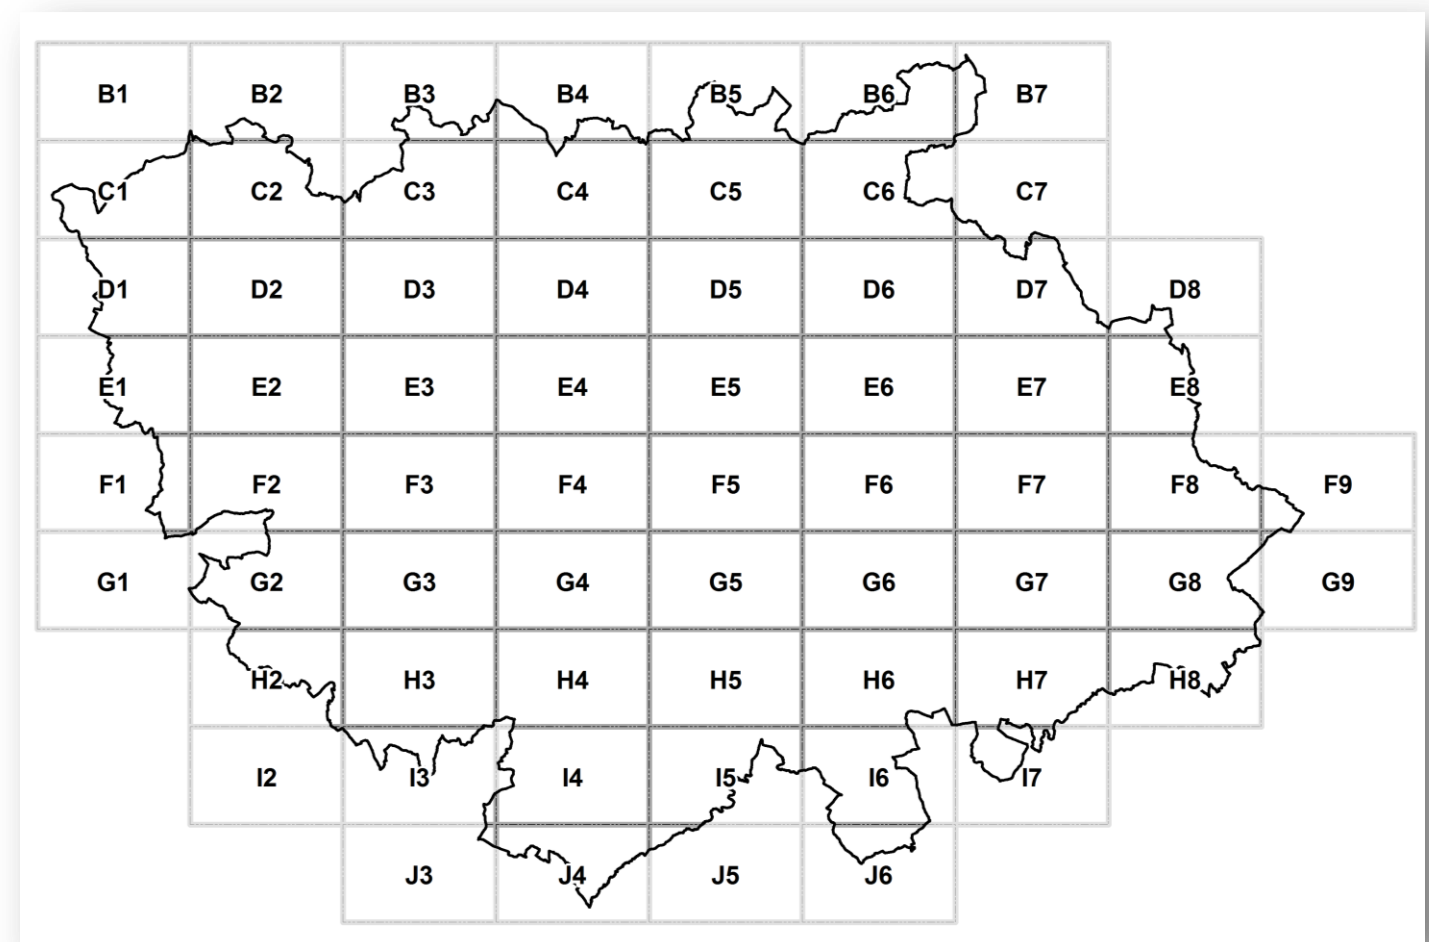 B1 B2 B3 B4 B5 B6 B7
C1 C2 C3 C4 C5 C6 C7
D1 D2 D3 D4 D5 D6 D7 D8
E1 E2 E3 E4 E5 E6 E7 E8
F1 F2 F3 F4 F5 F6 F7 F8 F9
G1 G2 G3 G4 G5 G6 G7 G8 G9
H2 H3 H4 H5 H6 H7 H8
I2 I3 I4 I5 I6 I7
J3 J4 J5 J6